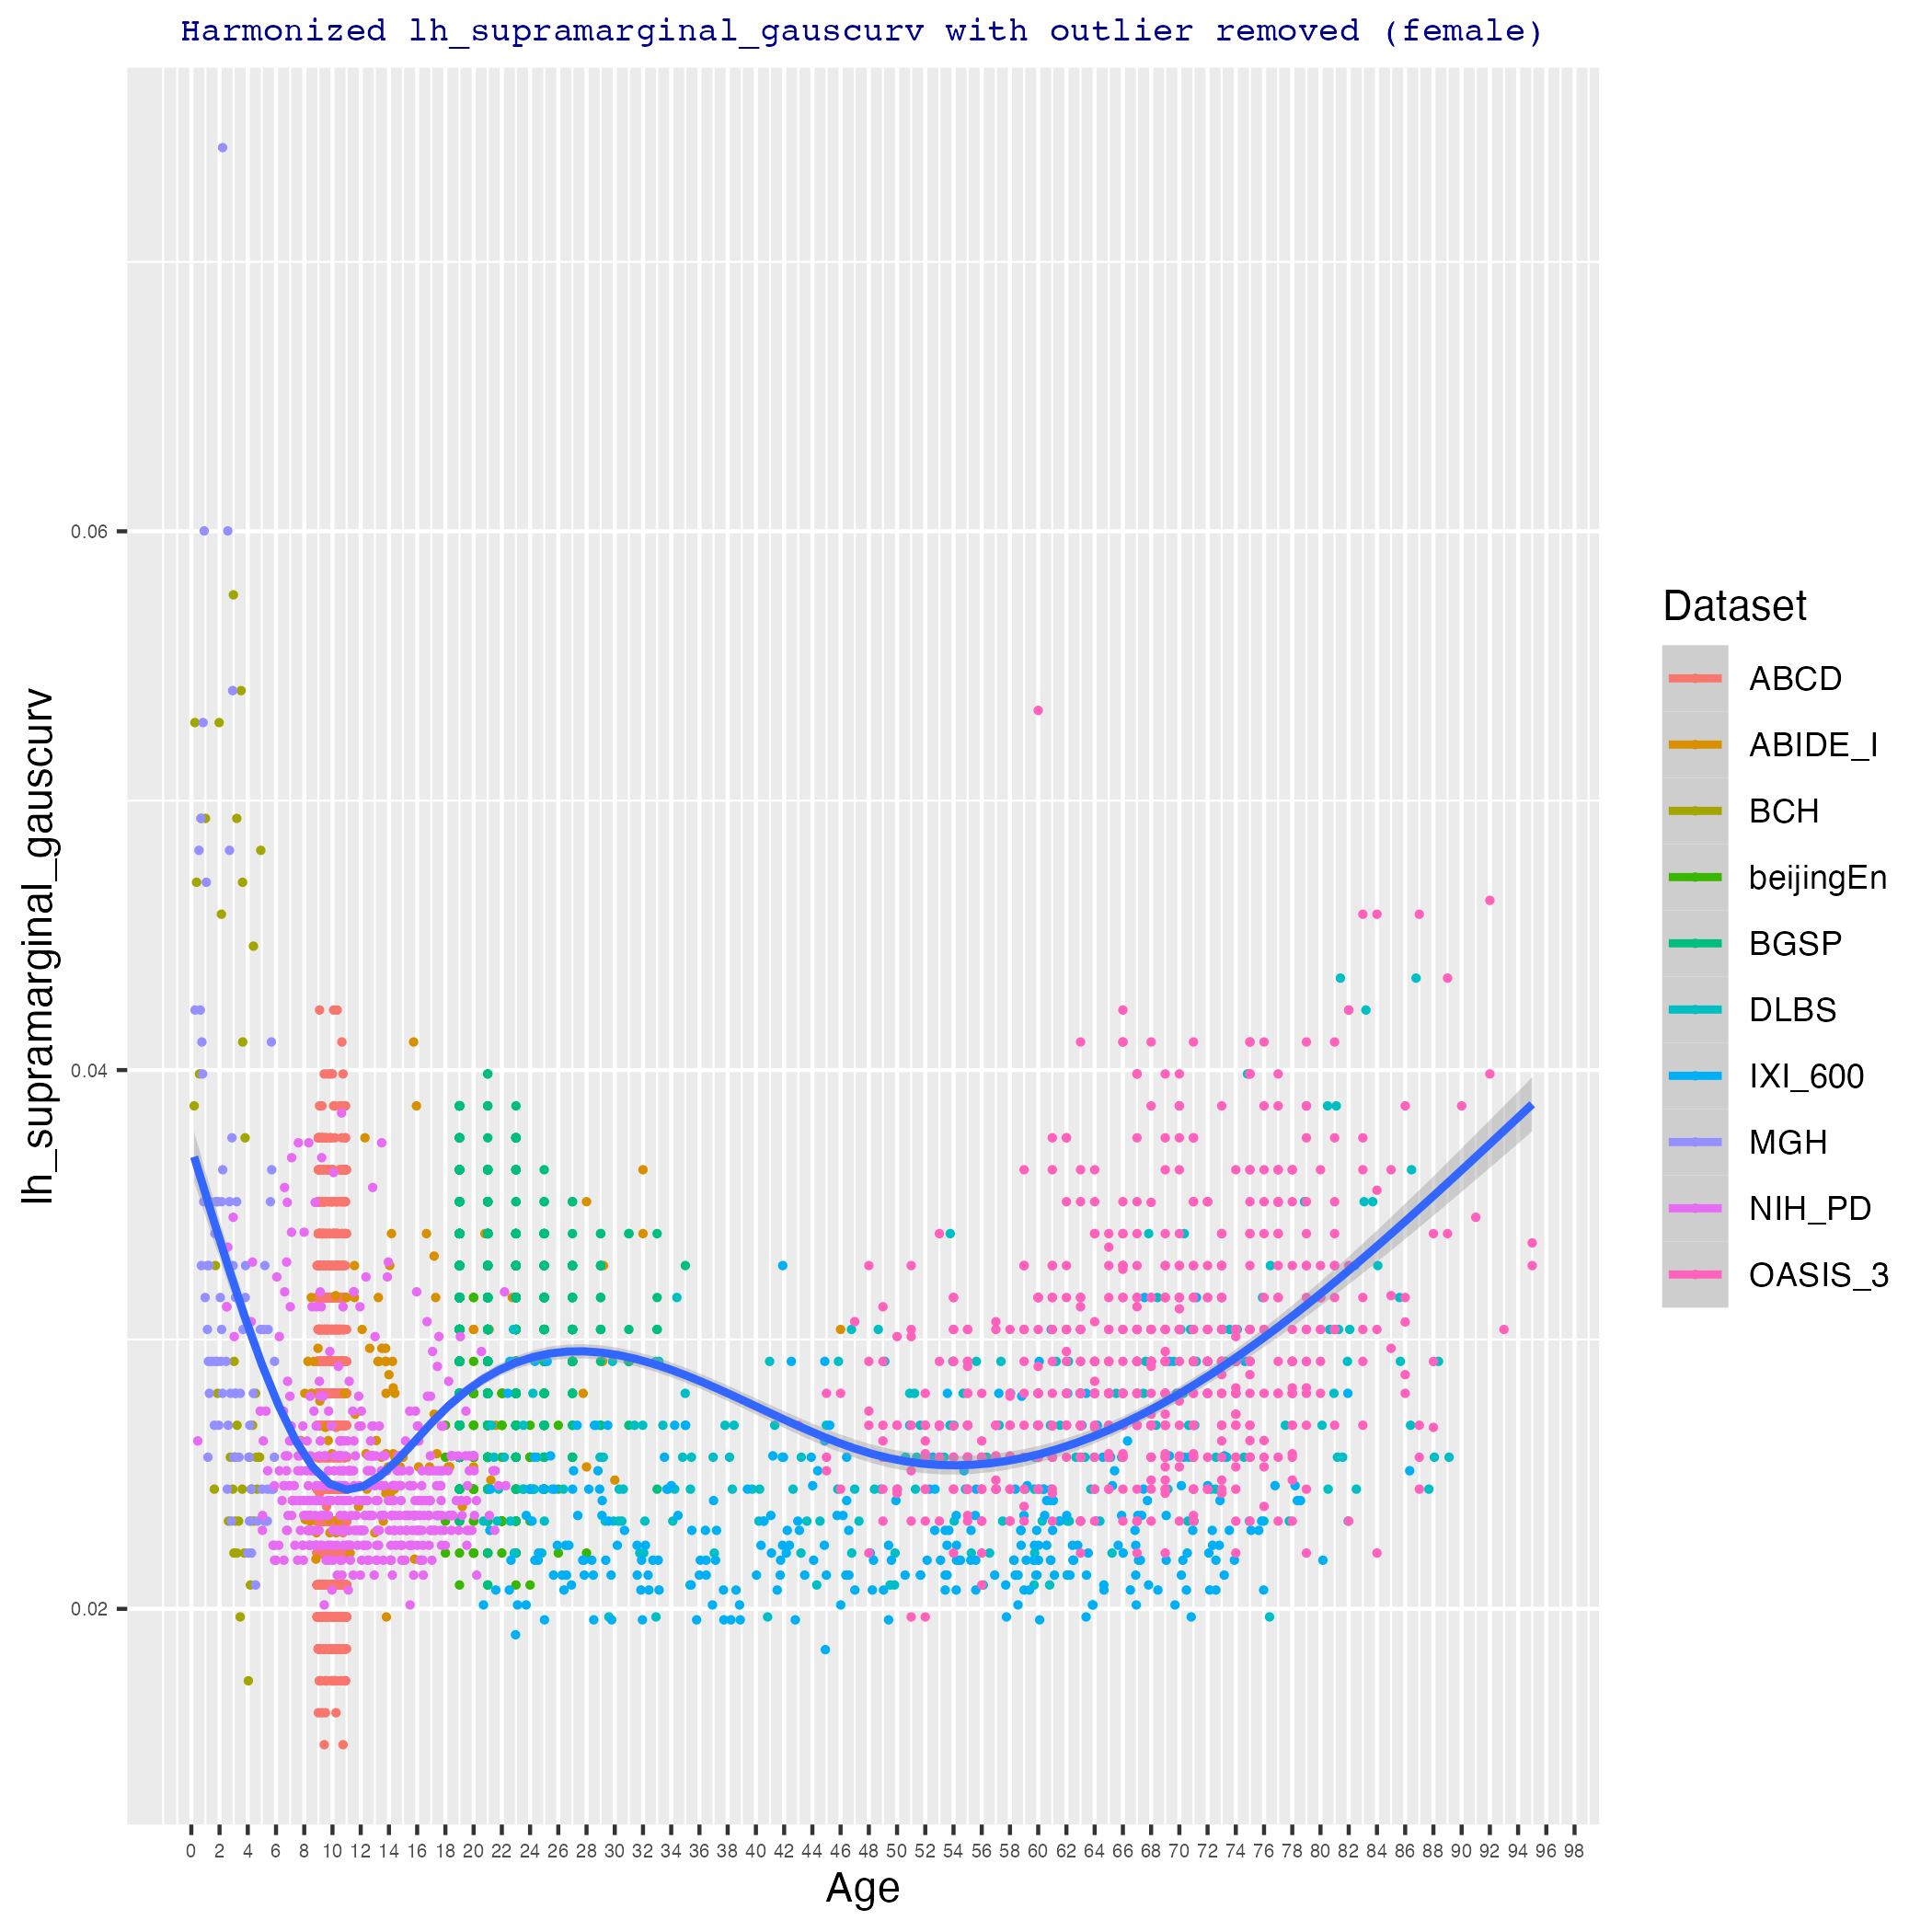 Harmonized lh_supramarginal_gauscurv with outlier removed (female)
lh_supramarginal_gauscurv
0.06
0.04
0.02
0 2 4 6 8 10 12 14 16 18 20 22 24 26 28 30 32 34 36 38 40 42 44 46 48 50 52 54 56 58 60 62 64 66 68 70 72 74 76 78 80 82 84 86 88 90 92 94 96 98
Age
Dataset
ABCD
ABIDE_I
BCH
beijingEn
BGSP
DLBS
IXI_600
MGH
NIH_PD
OASIS_3